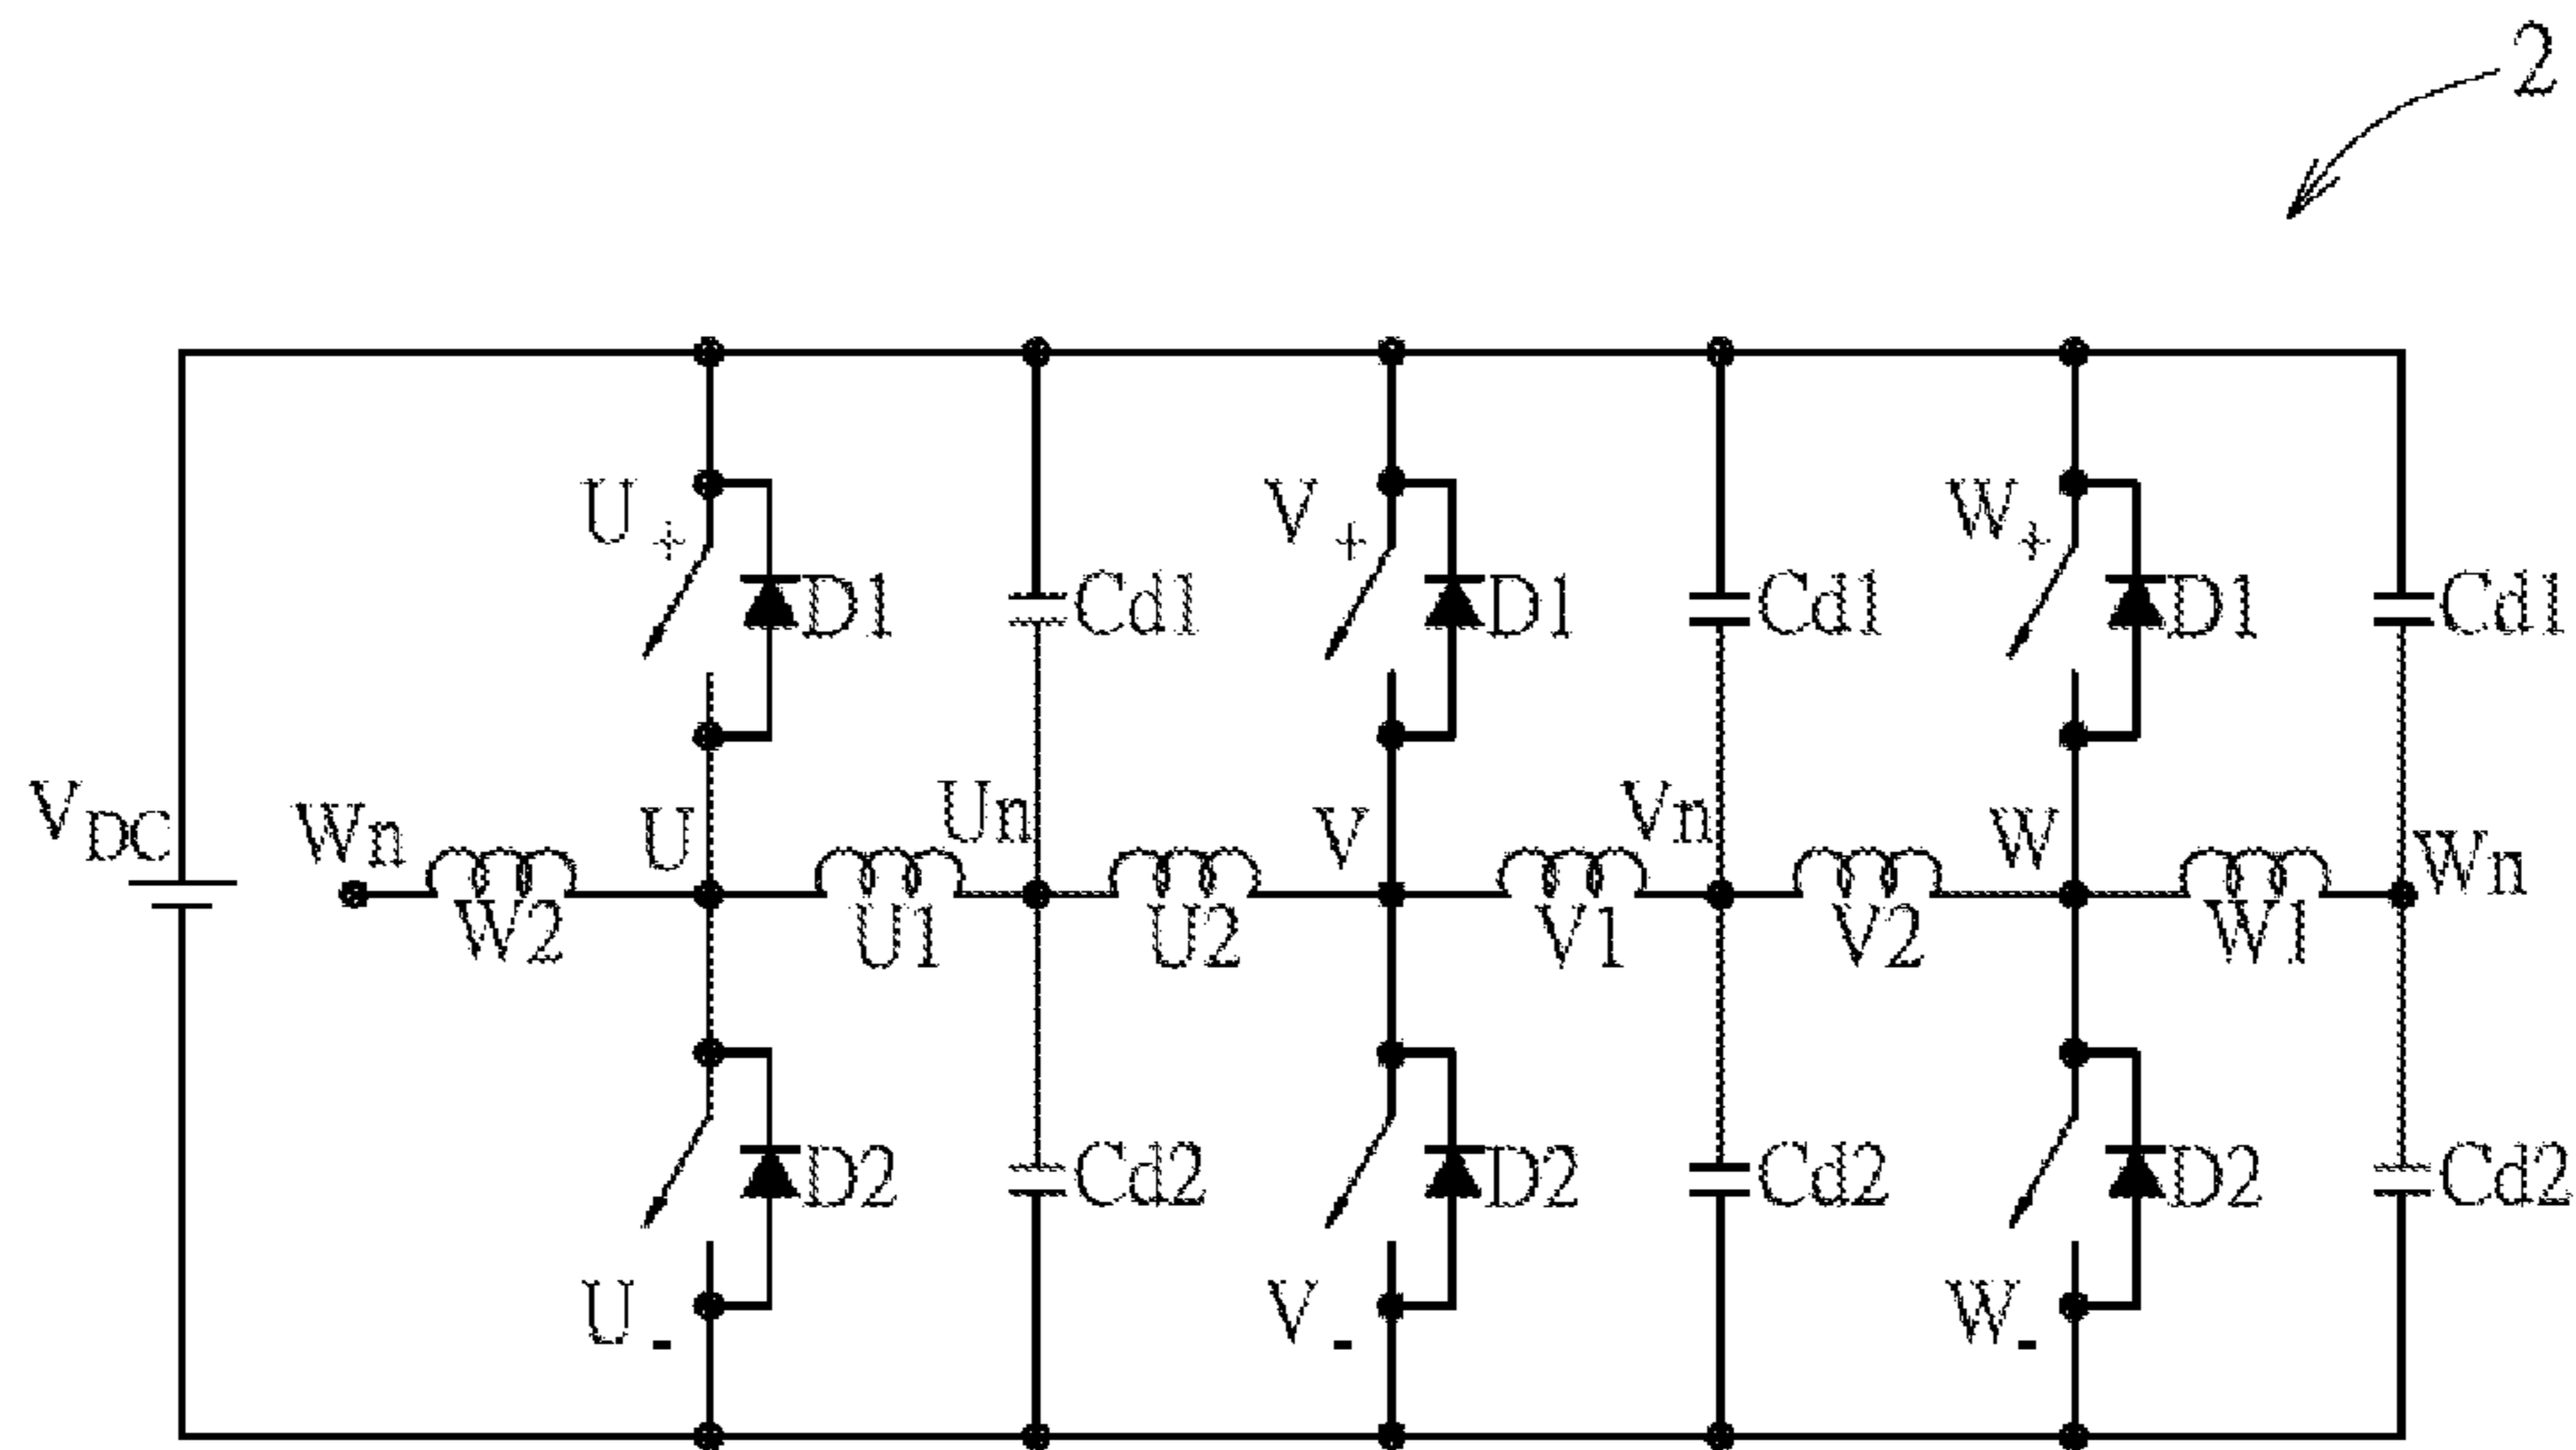 2
U+ D1 Cd1 V+ D1 Cd1 W+ D1 Cd1
VDC Wn U Un V Vn W Wn
W2 U1 U2 V1 V2 W1
D2 Cd2 D2 Cd2 D2 Cd2
U- V- W-